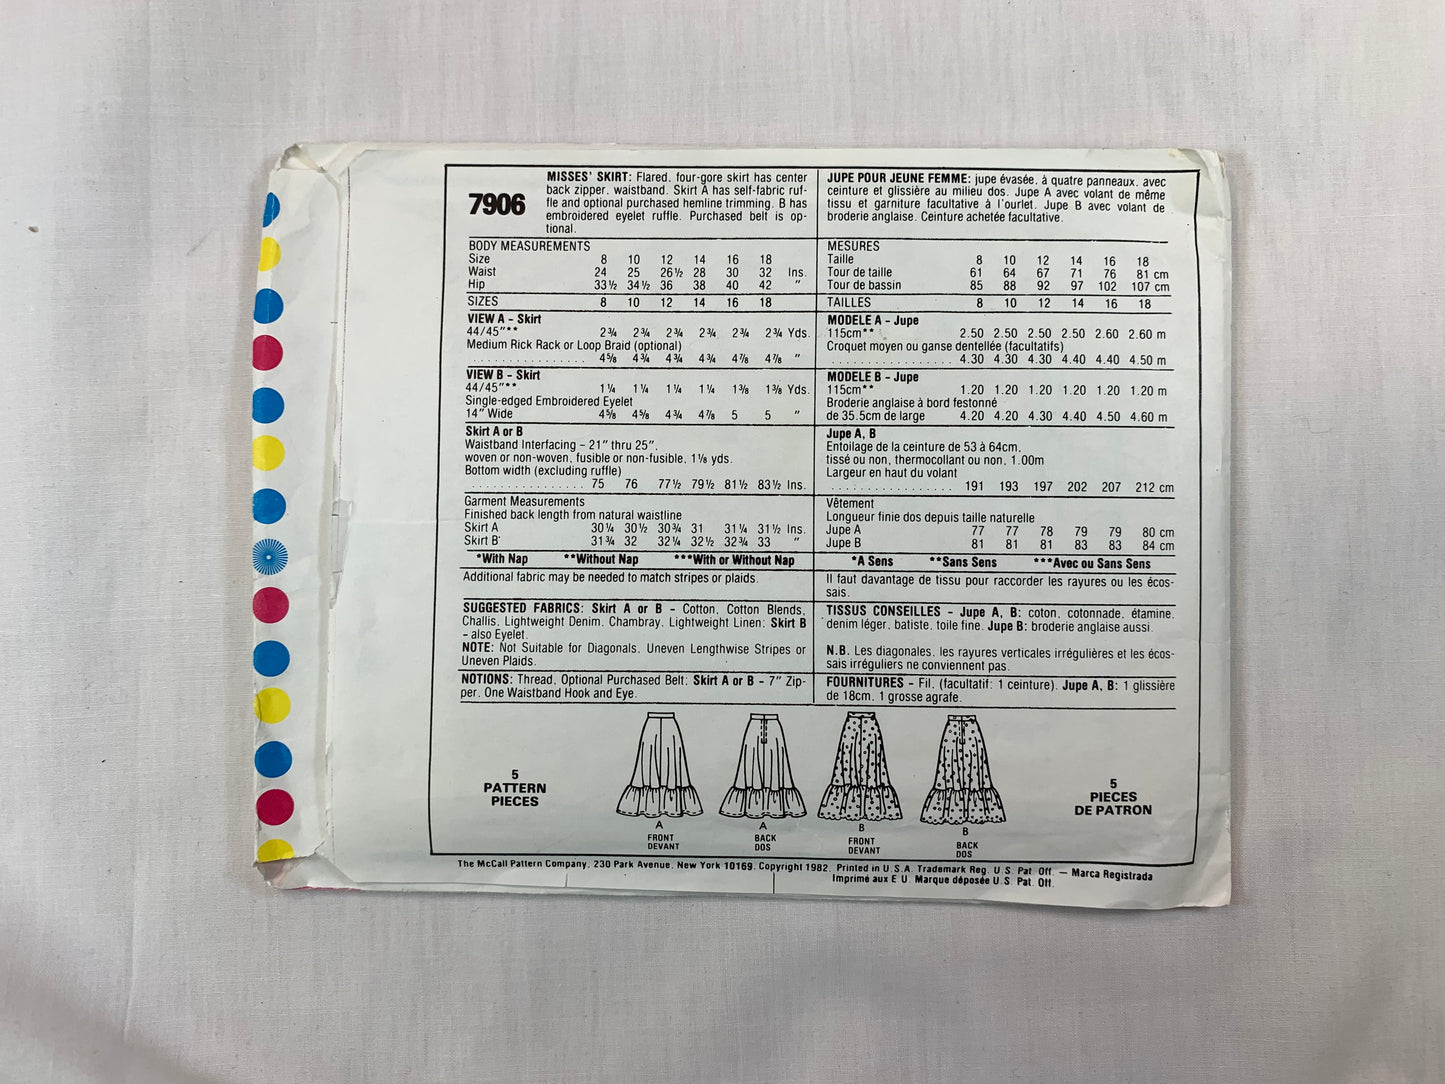 7906
MISSES' SKIRT: Flared, four-gore skirt has center
back zipper, waistband. Skirt A has self-fabric ruf-
fle and optional purchased hemline trimming. B has
embroidered eyelet ruffle. Purchased belt is op-
tional.
BODY MEASUREMENTS
Size 8 10 12 14 16 18
Waist 24 25 26½ 28 30 32 Ins.
Hip 33½ 34½ 36 38 40 42 "
SIZES 8 10 12 14 16 18
VIEW A - Skirt
44/45"** 2¾ 2¾ 2¾ 2¾ 2¾ 2¾ Yds.
Medium Rick Rack or Loop Braid (optional)
................ 4⅝ 4¾ 4¾ 4¾ 4⅞ 4⅞ "
VIEW B - Skirt
44/45"** 1¼ 1¼ 1¼ 1¼ 1⅜ 1⅜ Yds.
Single-edged Embroidered Eyelet
14" Wide 4⅝ 4⅝ 4¾ 4⅞ 5 5 "
Skirt A or B
Waistband Interfacing - 21" thru 25",
woven or non-woven, fusible or non-fusible, 1⅛ yds.
Bottom width (excluding ruffle)
................ 75 76 77½ 79½ 81½ 83½ Ins.
Garment Measurements
Finished back length from natural waistline
Skirt A 30¼ 30½ 30¾ 31 31¼ 31½ Ins.
Skirt B 31¾ 32 32¼ 32½ 32¾ 33 "
*With Nap **Without Nap ***With or Without Nap
Additional fabric may be needed to match stripes or plaids.
SUGGESTED FABRICS: Skirt A or B - Cotton, Cotton Blends,
Challis, Lightweight Denim, Chambray, Lightweight Linen: Skirt B
- also Eyelet.
NOTE: Not Suitable for Diagonals, Uneven Lengthwise Stripes or
Uneven Plaids.
NOTIONS: Thread, Optional Purchased Belt: Skirt A or B - 7" Zip-
per, One Waistband Hook and Eye.
JUPE POUR JEUNE FEMME: jupe évasée, à quatre panneaux, avec
ceinture et glissière au milieu dos. Jupe A avec volant de même
tissu et garniture facultative à l'ourlet. Jupe B avec volant de
broderie anglaise. Ceinture achetée facultative.
MESURES
Taille 8 10 12 14 16 18
Tour de taille 61 64 67 71 76 81 cm
Tour de bassin 85 88 92 97 102 107 cm
TAILLES 8 10 12 14 16 18
MODELE A - Jupe
115cm** 2.50 2.50 2.50 2.50 2.60 2.60 m
Croquet moyen ou ganse dentellée (facultatifs)
................ 4.30 4.30 4.30 4.40 4.40 4.50 m
MODELE B - Jupe
115cm** 1.20 1.20 1.20 1.20 1.20 1.20 m
Broderie anglaise à bord festonné
de 35.5cm de large 4.20 4.20 4.30 4.40 4.50 4.60 m
Jupe A, B
Entoilage de la ceinture de 53 à 64cm,
tissé ou non, thermocollant ou non, 1.00m
Largeur en haut du volant
................ 191 193 197 202 207 212 cm
Vêtement
Longueur finie dos depuis taille naturelle
Jupe A 77 77 78 79 79 80 cm
Jupe B 81 81 81 83 83 84 cm
*A Sens **Sans Sens ***Avec ou Sans Sens
Il faut davantage de tissu pour raccorder les rayures ou les écos-
sais.
TISSUS CONSEILLES - Jupe A, B: coton, cotonnade, étamine,
denim léger, batiste, toile fine. Jupe B: broderie anglaise aussi.
N.B. Les diagonales, les rayures verticales irrégulières et les écos-
sais irréguliers ne conviennent pas.
FOURNITURES - Fil, (facultatif: 1 ceinture). Jupe A, B: 1 glissière
de 18cm, 1 grosse agrafe.
5
PATTERN
PIECES
A
FRONT
DEVANT
A
BACK
DOS
B
FRONT
DEVANT
B
BACK
DOS
5
PIECES
DE PATRON
The McCall Pattern Company, 230 Park Avenue, New York 10169. Copyright 1982. Printed in U.S.A. Trademark Reg. U.S. Pat. Off. — Marca Registrada
Imprimé aux E.U. Marque déposée U.S. Pat. Off.